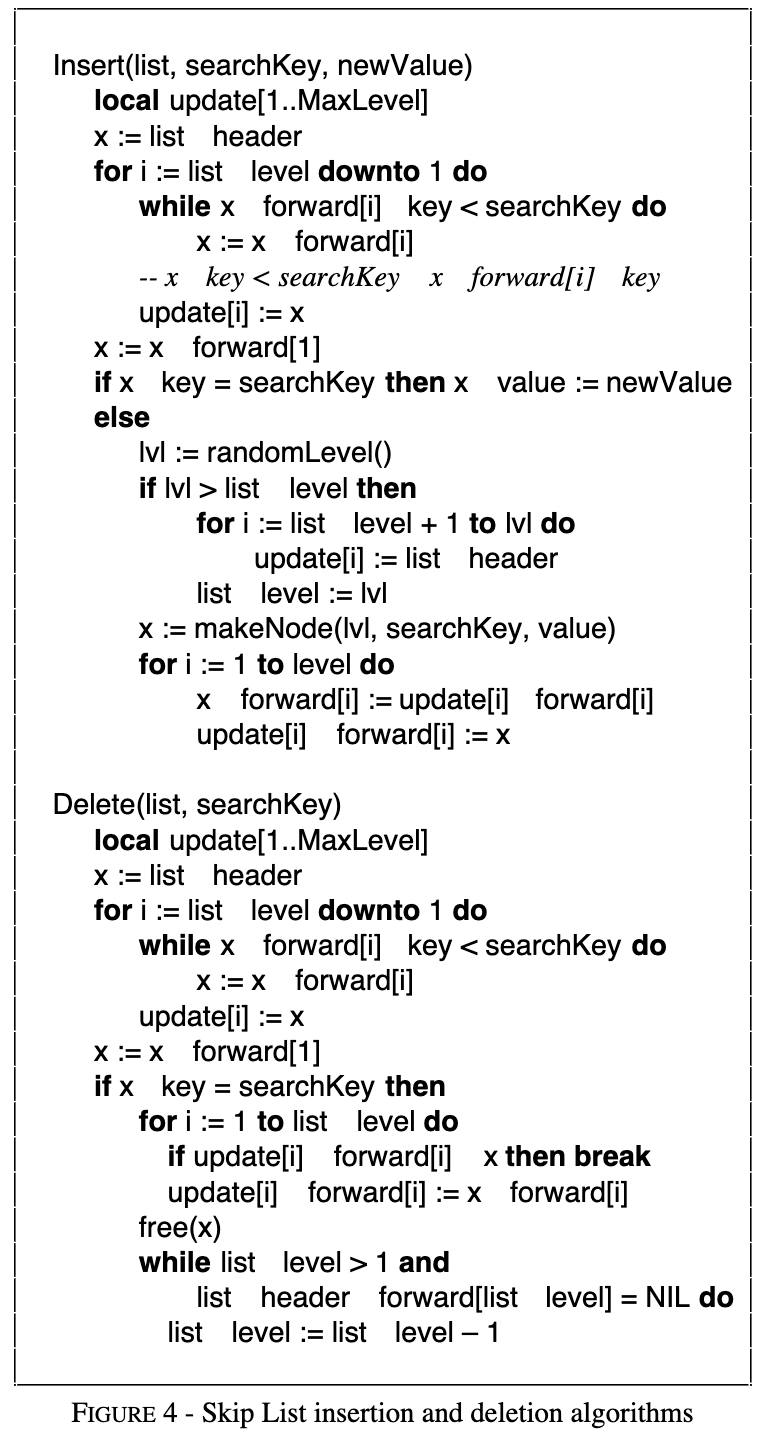 Insert(list, searchKey, newValue)
local update[1..MaxLevel]
x := list header
for i := list level downto 1 do
while x forward[i] key < searchKey do
x := x forward[i]
-- x key < searchKey x forward[i] key
update[i] := x
x := x forward[1]
if x key = searchKey then x value := newValue
else
lvl := randomLevel()
if lvl > list level then
for i := list level + 1 to lvl do
update[i] := list header
list level := lvl
x := makeNode(lvl, searchKey, value)
for i := 1 to level do
x forward[i] := update[i] forward[i]
update[i] forward[i] := x
Delete(list, searchKey)
local update[1..MaxLevel]
x := list header
for i := list level downto 1 do
while x forward[i] key < searchKey do
x := x forward[i]
update[i] := x
x := x forward[1]
if x key = searchKey then
for i := 1 to list level do
if update[i] forward[i] x then break
update[i] forward[i] := x forward[i]
free(x)
while list level > 1 and
list header forward[list level] = NIL do
list level := list level – 1
FIGURE 4 - Skip List insertion and deletion algorithms